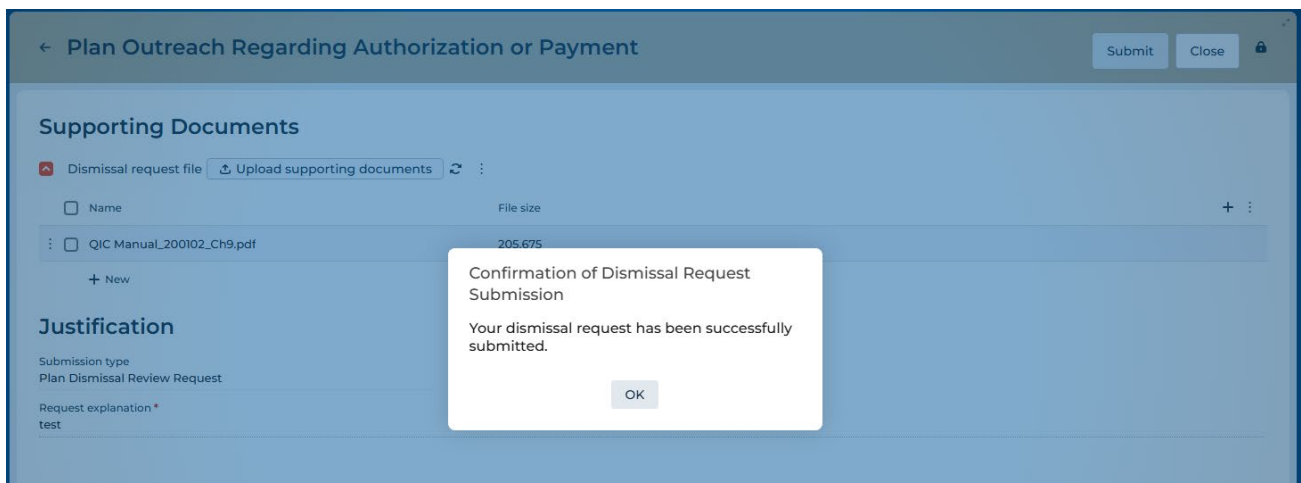 Plan Outreach Regarding Authorization or Payment
Submit
Close
Supporting Documents
Dismissal request file
Upload supporting documents
Name
File size
QIC Manual_200102_Ch9.pdf
205.675
+ New
Confirmation of Dismissal Request
Submission
Your dismissal request has been successfully
submitted.
OK
Justification
Submission type
Plan Dismissal Review Request
Request explanation *
test